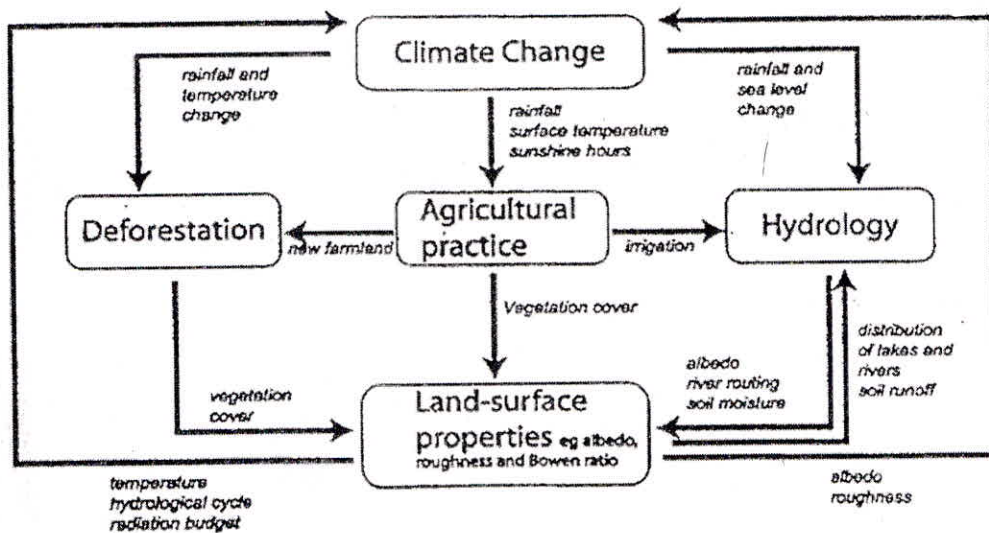 Climate Change
rainfall and
temperature
change
rainfall
surface temperature
sunshine hours
rainfall and
sea level
change
Deforestation
new farmland
Agricultural
practice
irrigation
Hydrology
Vegetation cover
vegetation
cover
albedo
river routing
soil moisture
distribution
of lakes and
rivers
soil runoff
Land-surface
properties eg albedo,
roughness and Bowen ratio
temperature
hydrological cycle
radiation budget
albedo
roughness